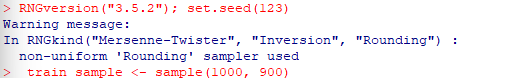 > RNGversion("3.5.2"); set.seed(123)
Warning message:
In RNGkind("Mersenne-Twister", "Inversion", "Rounding") :
  non-uniform 'Rounding' sampler used
>  train_sample <- sample(1000, 900)